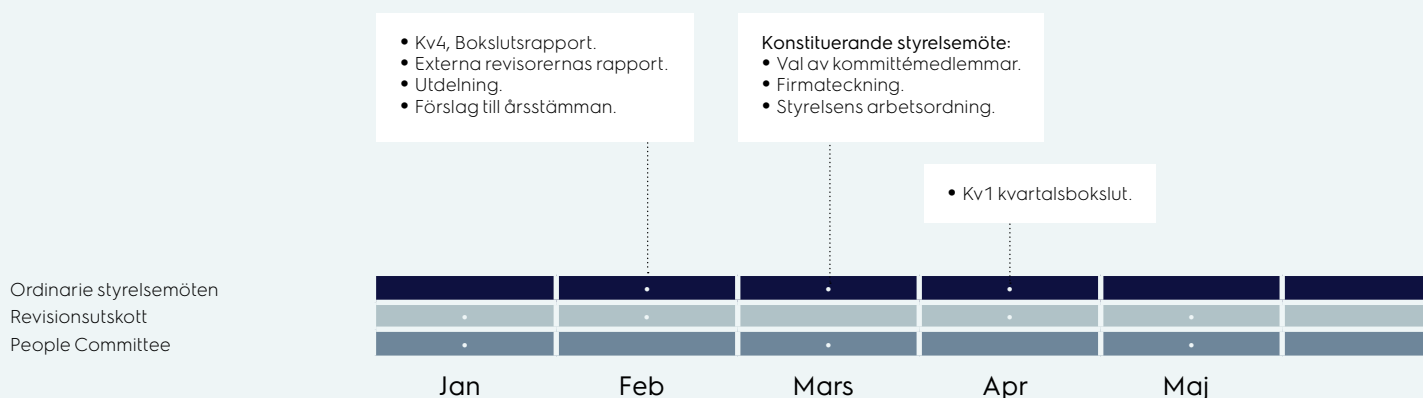 • Kv4, Bokslutsrapport.
• Externa revisorernas rapport.
• Utdelning.
• Förslag till årsstämman.
Konstituerande styrelsemöte:
• Val av kommittémedlemmar.
• Firmateckning.
• Styrelsens arbetsordning.
• Kv1 kvartalsbokslut.
Ordinarie styrelsemöten
Revisionsutskott
People Committee
Jan Feb Mars Apr Maj